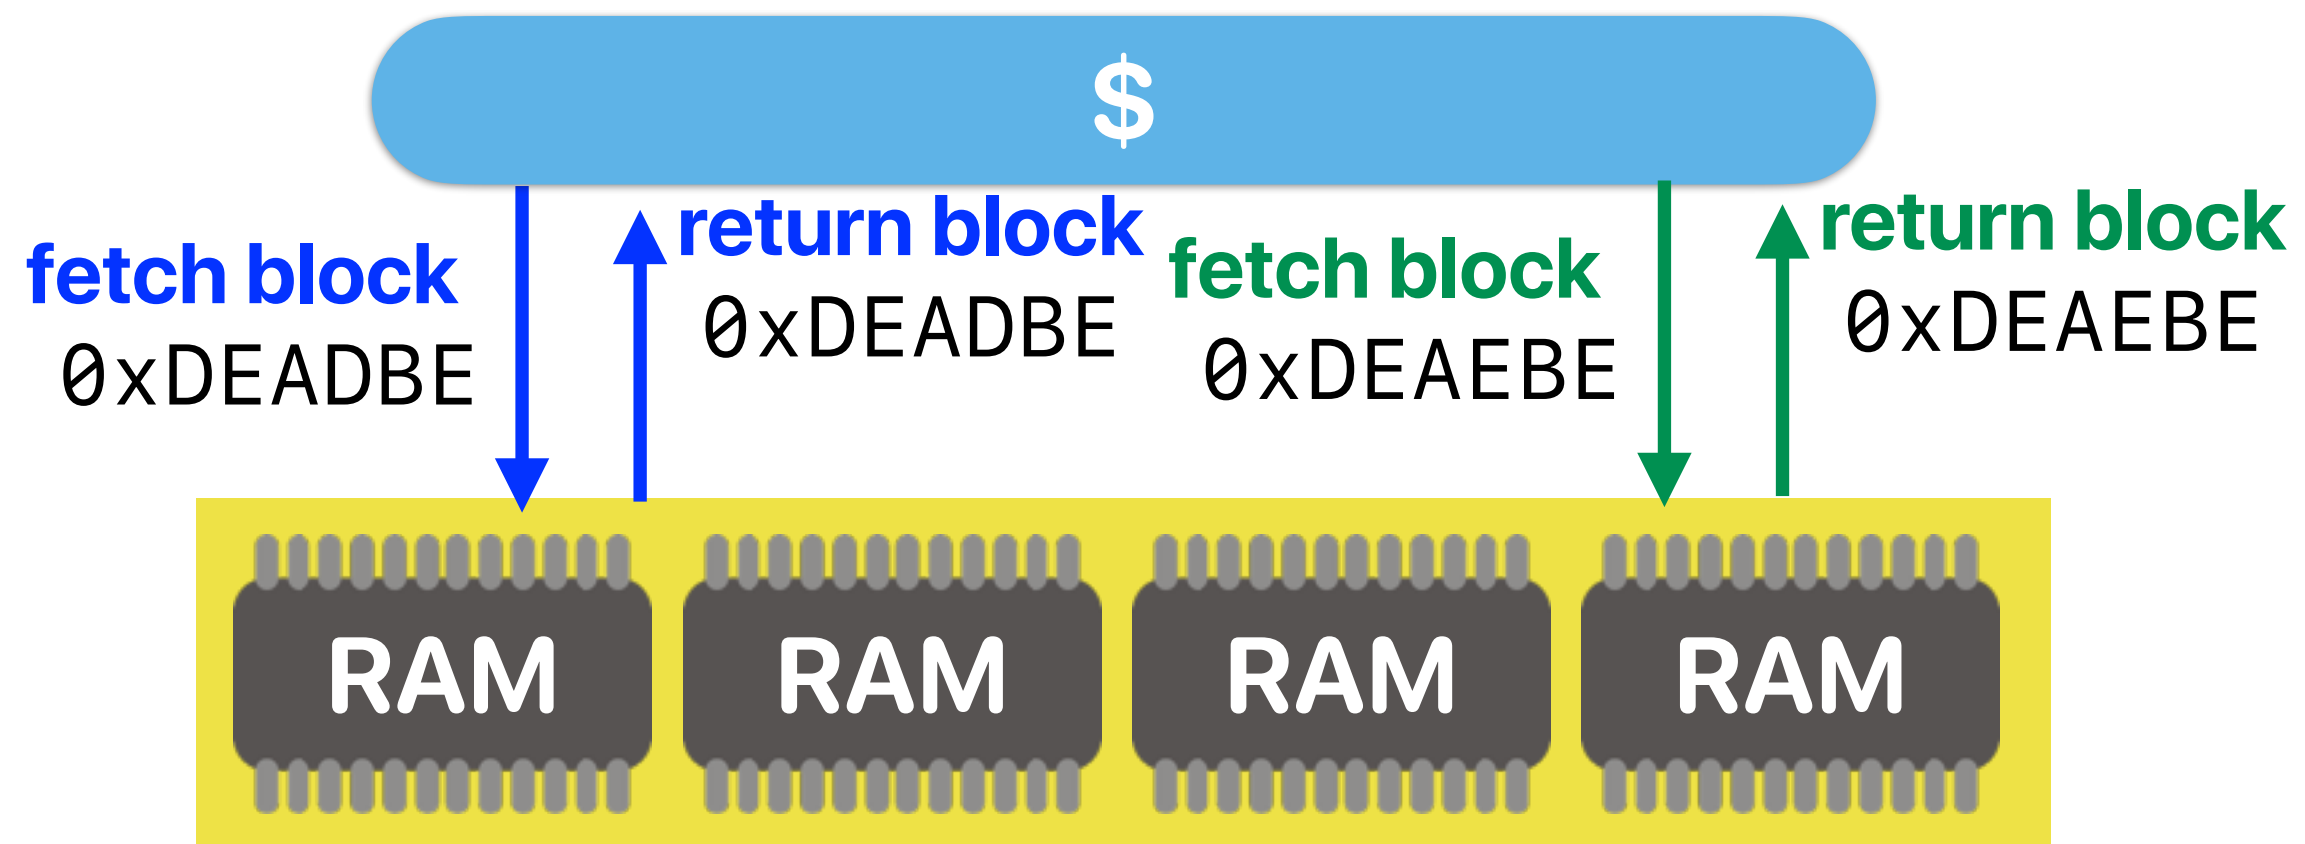 $
fetch block
0xDEADBE
return block
0xDEADBE
fetch block
0xDEAEBE
return block
0xDEAEBE
RAM
RAM
RAM
RAM